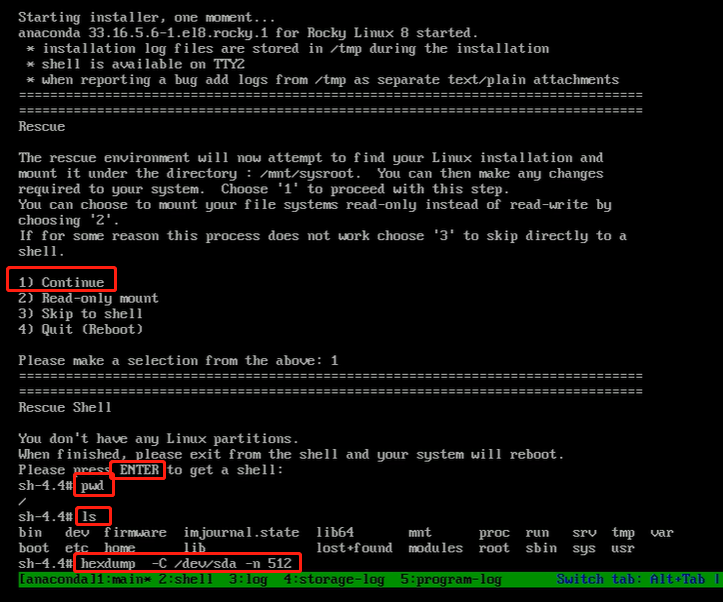 Starting installer, one moment...
anaconda 33.16.5.6-1.el8.rocky.1 for Rocky Linux 8 started.
* installation log files are stored in /tmp during the installation
* shell is available on TTY2
* when reporting a bug add logs from /tmp as separate text/plain attachments
================================================================================
================================================================================
Rescue
The rescue environment will now attempt to find your Linux installation and
mount it under the directory : /mnt/sysroot.  You can then make any changes
required to your system.  Choose '1' to proceed with this step.
You can choose to mount your file systems read-only instead of read-write by
choosing '2'.
If for some reason this process does not work choose '3' to skip directly to a
shell.
1) Continue
2) Read-only mount
3) Skip to shell
4) Quit (Reboot)
Please make a selection from the above: 1
================================================================================
================================================================================
Rescue Shell
You don't have any Linux partitions.
When finished, please exit from the shell and your system will reboot.
Please press ENTER to get a shell:
sh-4.4# pwd
/
sh-4.4# ls
bin   dev  firmware  imjournal.state  lib64       mnt      proc  run   srv  tmp  var
boot  etc  home      lib              lost+found  modules  root  sbin  sys  usr
sh-4.4# hexdump  -C /dev/sda -n 512
[anaconda]1:main* 2:shell  3:log  4:storage-log  5:program-log       Switch tab: Alt+Tab |